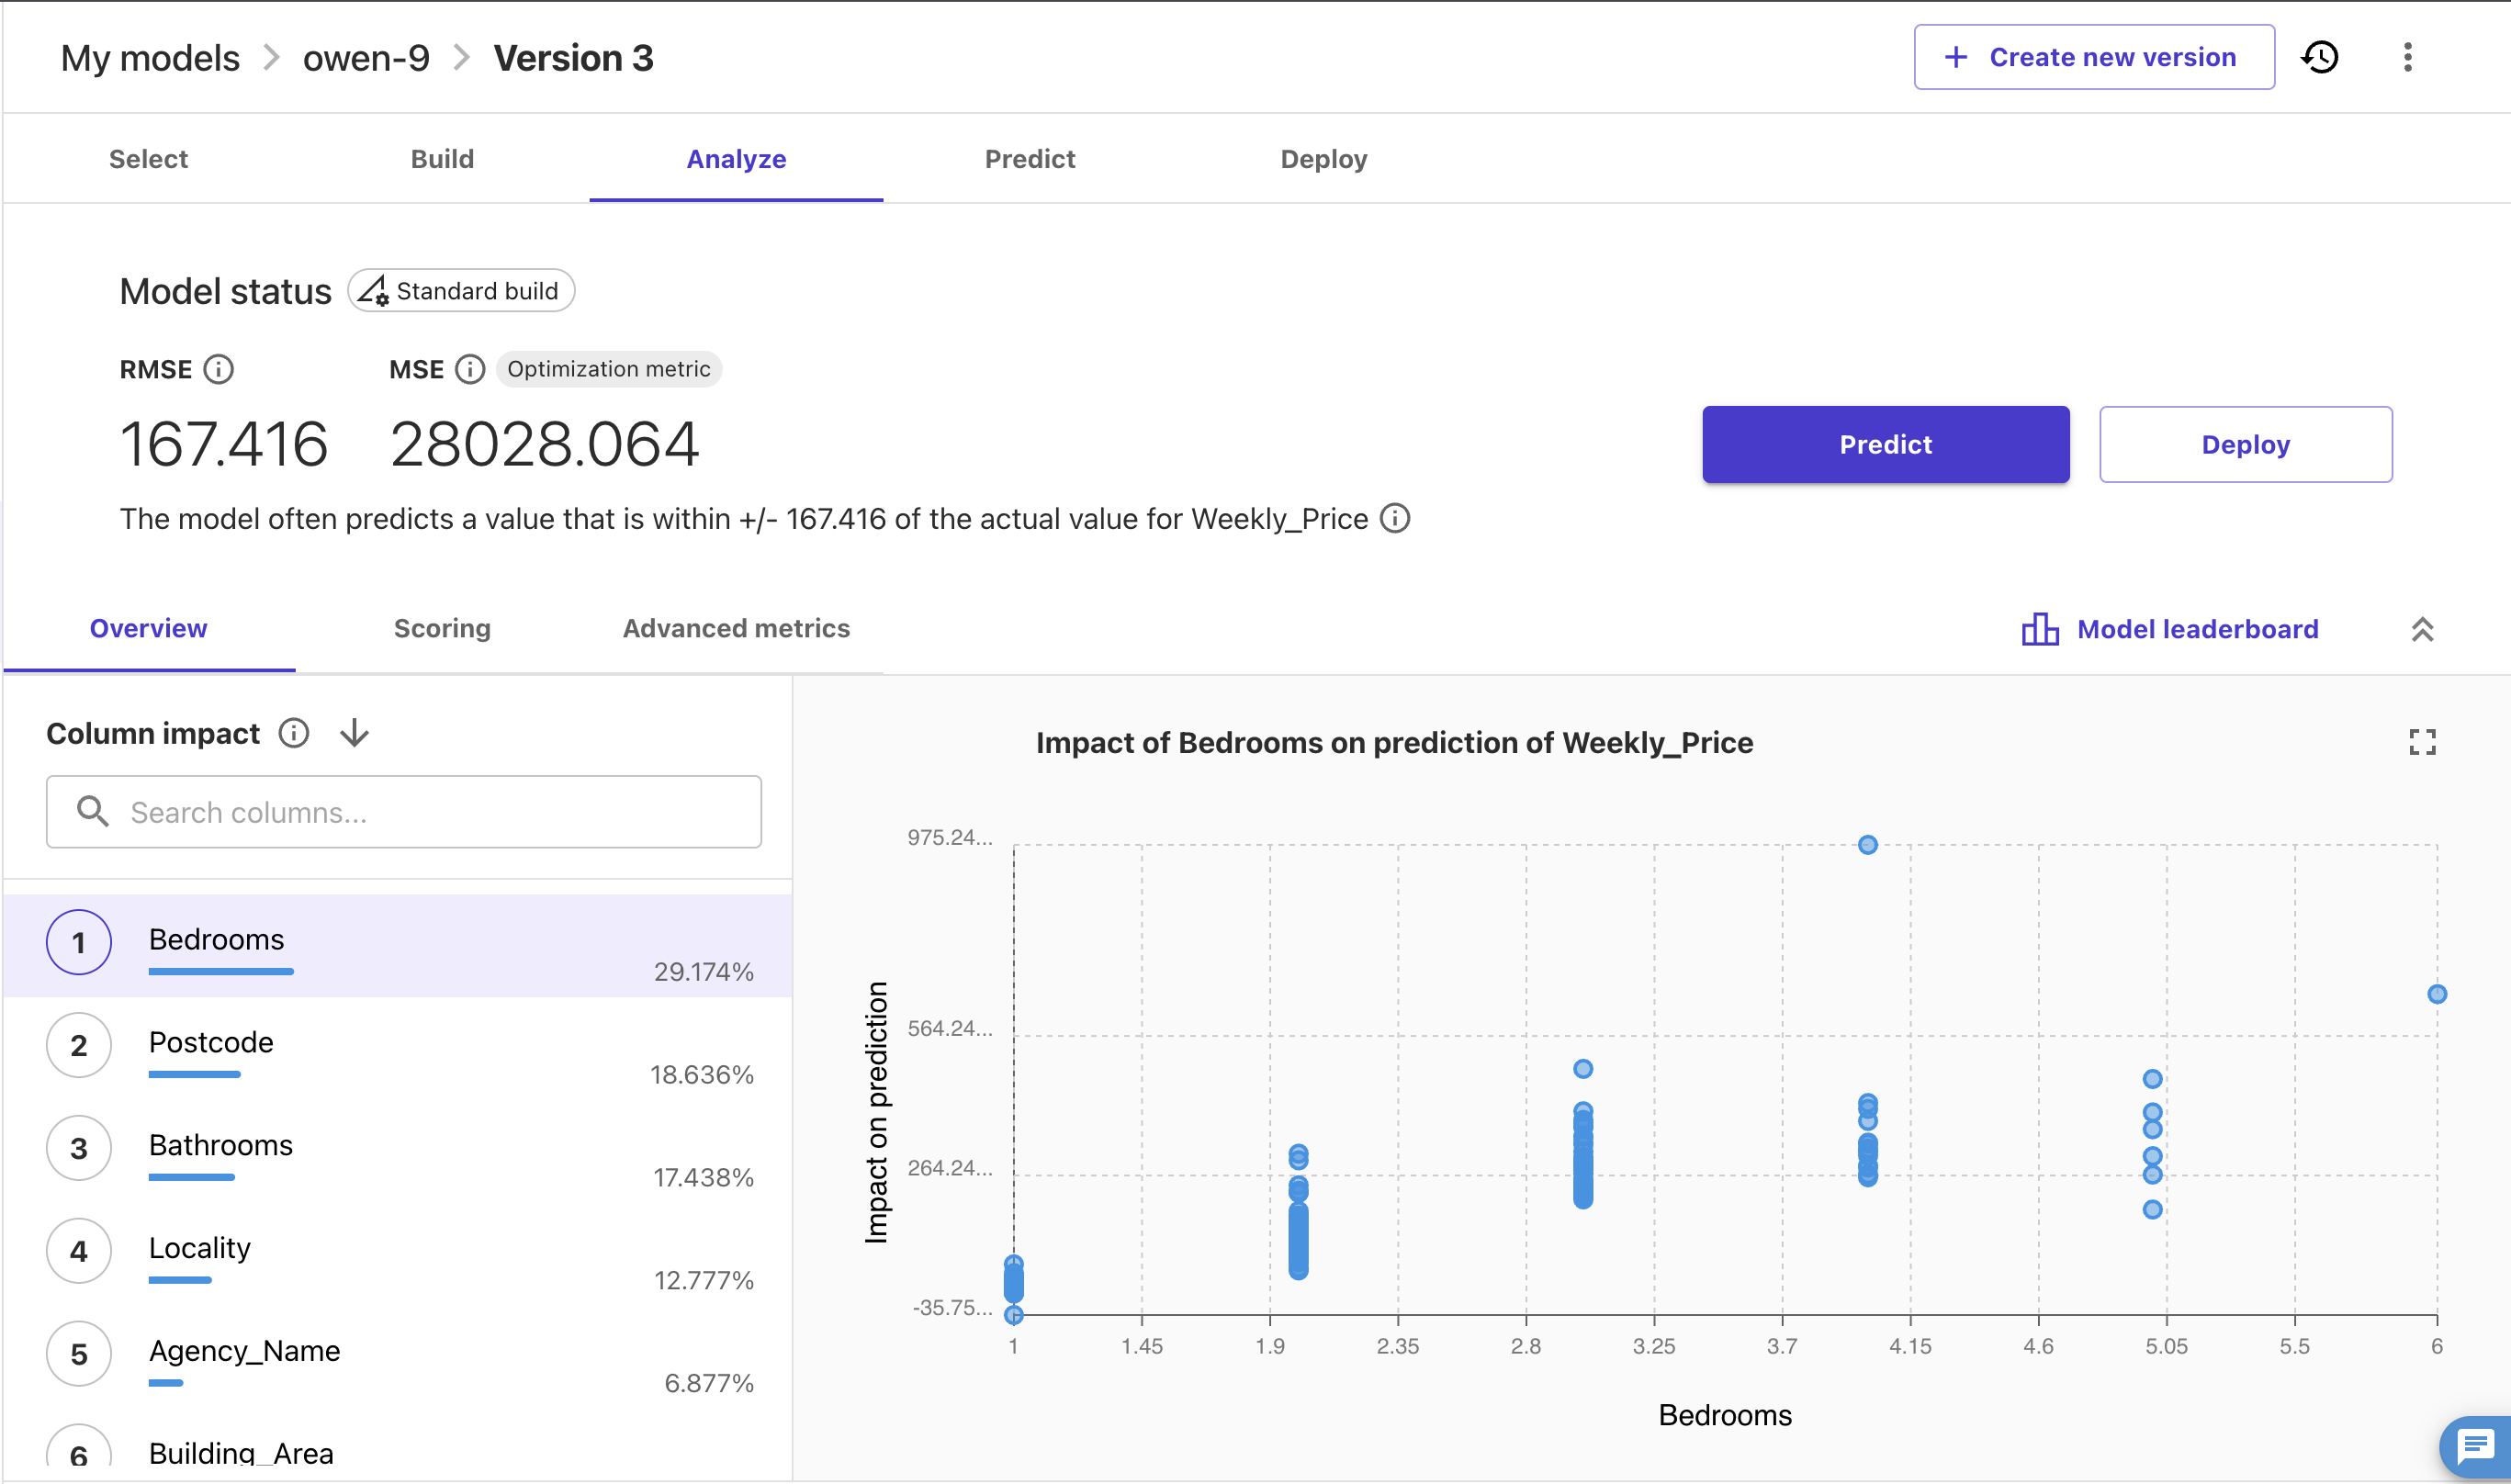 My models > owen-9 > Version 3
+ Create new version
Select Build Analyze Predict Deploy
Model status Standard build
RMSE MSE Optimization metric
167.416 28028.064
Predict Deploy
The model often predicts a value that is within +/- 167.416 of the actual value for Weekly_Price
Overview Scoring Advanced metrics Model leaderboard
Column impact
Search columns...
1 Bedrooms 29.174%
2 Postcode 18.636%
3 Bathrooms 17.438%
4 Locality 12.777%
5 Agency_Name 6.877%
6 Building_Area
Impact of Bedrooms on prediction of Weekly_Price
Impact on prediction
975.24...
564.24...
264.24...
-35.75...
1 1.45 1.9 2.35 2.8 3.25 3.7 4.15 4.6 5.05 5.5 6
Bedrooms